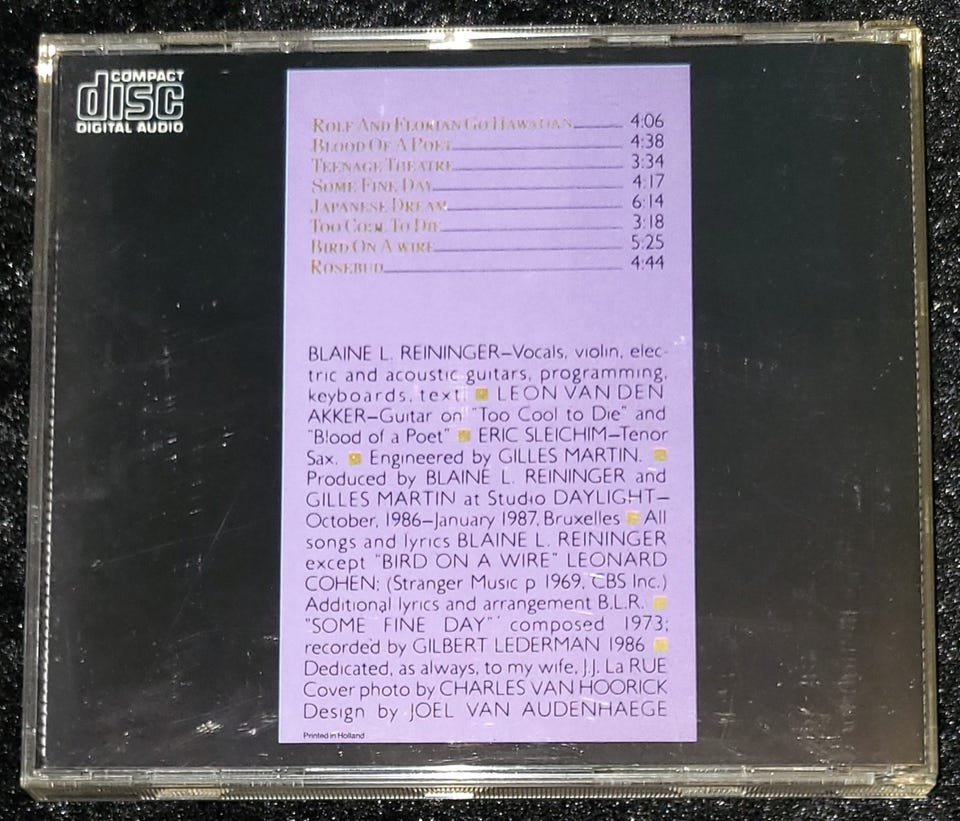 COMPACT
disc
DIGITAL AUDIO
ROLF AND FLORIAN GO HAWAIIAN 4:06
BLOOD OF A POET 4:38
TEENAGE THEATRE 3:34
SOME FINE DAY 4:17
JAPANESE DREAM 6:14
TOO COOL TO DIE 3:18
BIRD ON A WIRE 5:25
ROSEBUD 4:44
BLAINE L. REININGER–Vocals, violin, elec-
tric and acoustic guitars, programming,
keyboards, text. LEON VAN DEN
AKKER–Guitar on "Too Cool to Die" and
"Blood of a Poet" ERIC SLEICHIM–Tenor
Sax. Engineered by GILLES MARTIN.
Produced by BLAINE L. REININGER and
GILLES MARTIN at Studio DAYLIGHT–
October, 1986–January 1987, Bruxelles All
songs and lyrics BLAINE L. REININGER
except "BIRD ON A WIRE" LEONARD
COHEN; (Stranger Music p 1969, CBS Inc.)
Additional lyrics and arrangement B.L.R.
"SOME FINE DAY" composed 1973;
recorded by GILBERT LEDERMAN 1986
Dedicated, as always, to my wife, J.J. La RUE
Cover photo by CHARLES VAN HOORICK
Design by JOEL VAN AUDENHAEGE
Printed in Holland